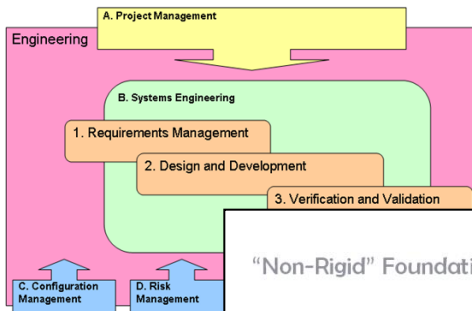 A. Project Management
Engineering
B. Systems Engineering
1. Requirements Management
2. Design and Development
3. Verification and Validation
"Non-Rigid" Foundati
C. Configuration
Management
D. Risk
Management